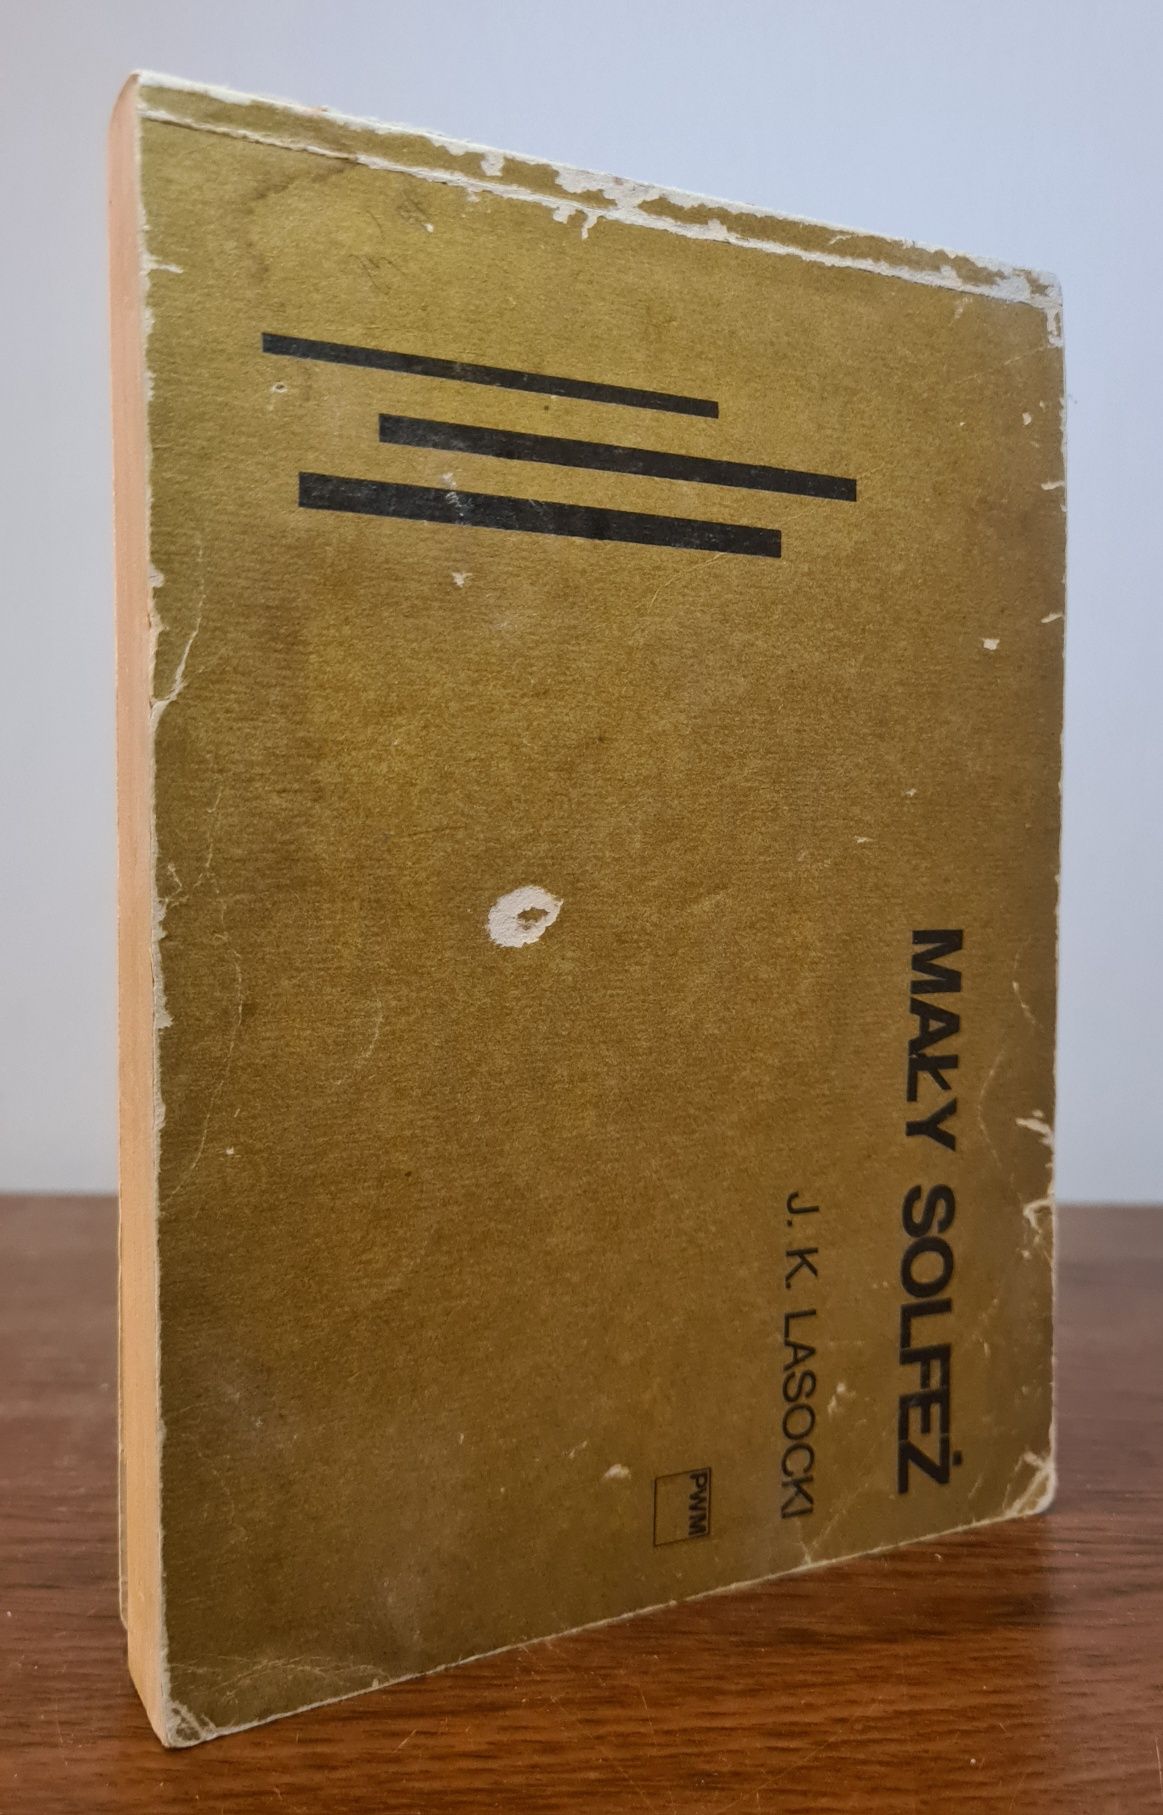 MAŁY SOLFEŻ
J. K. LASOCKI
PWM